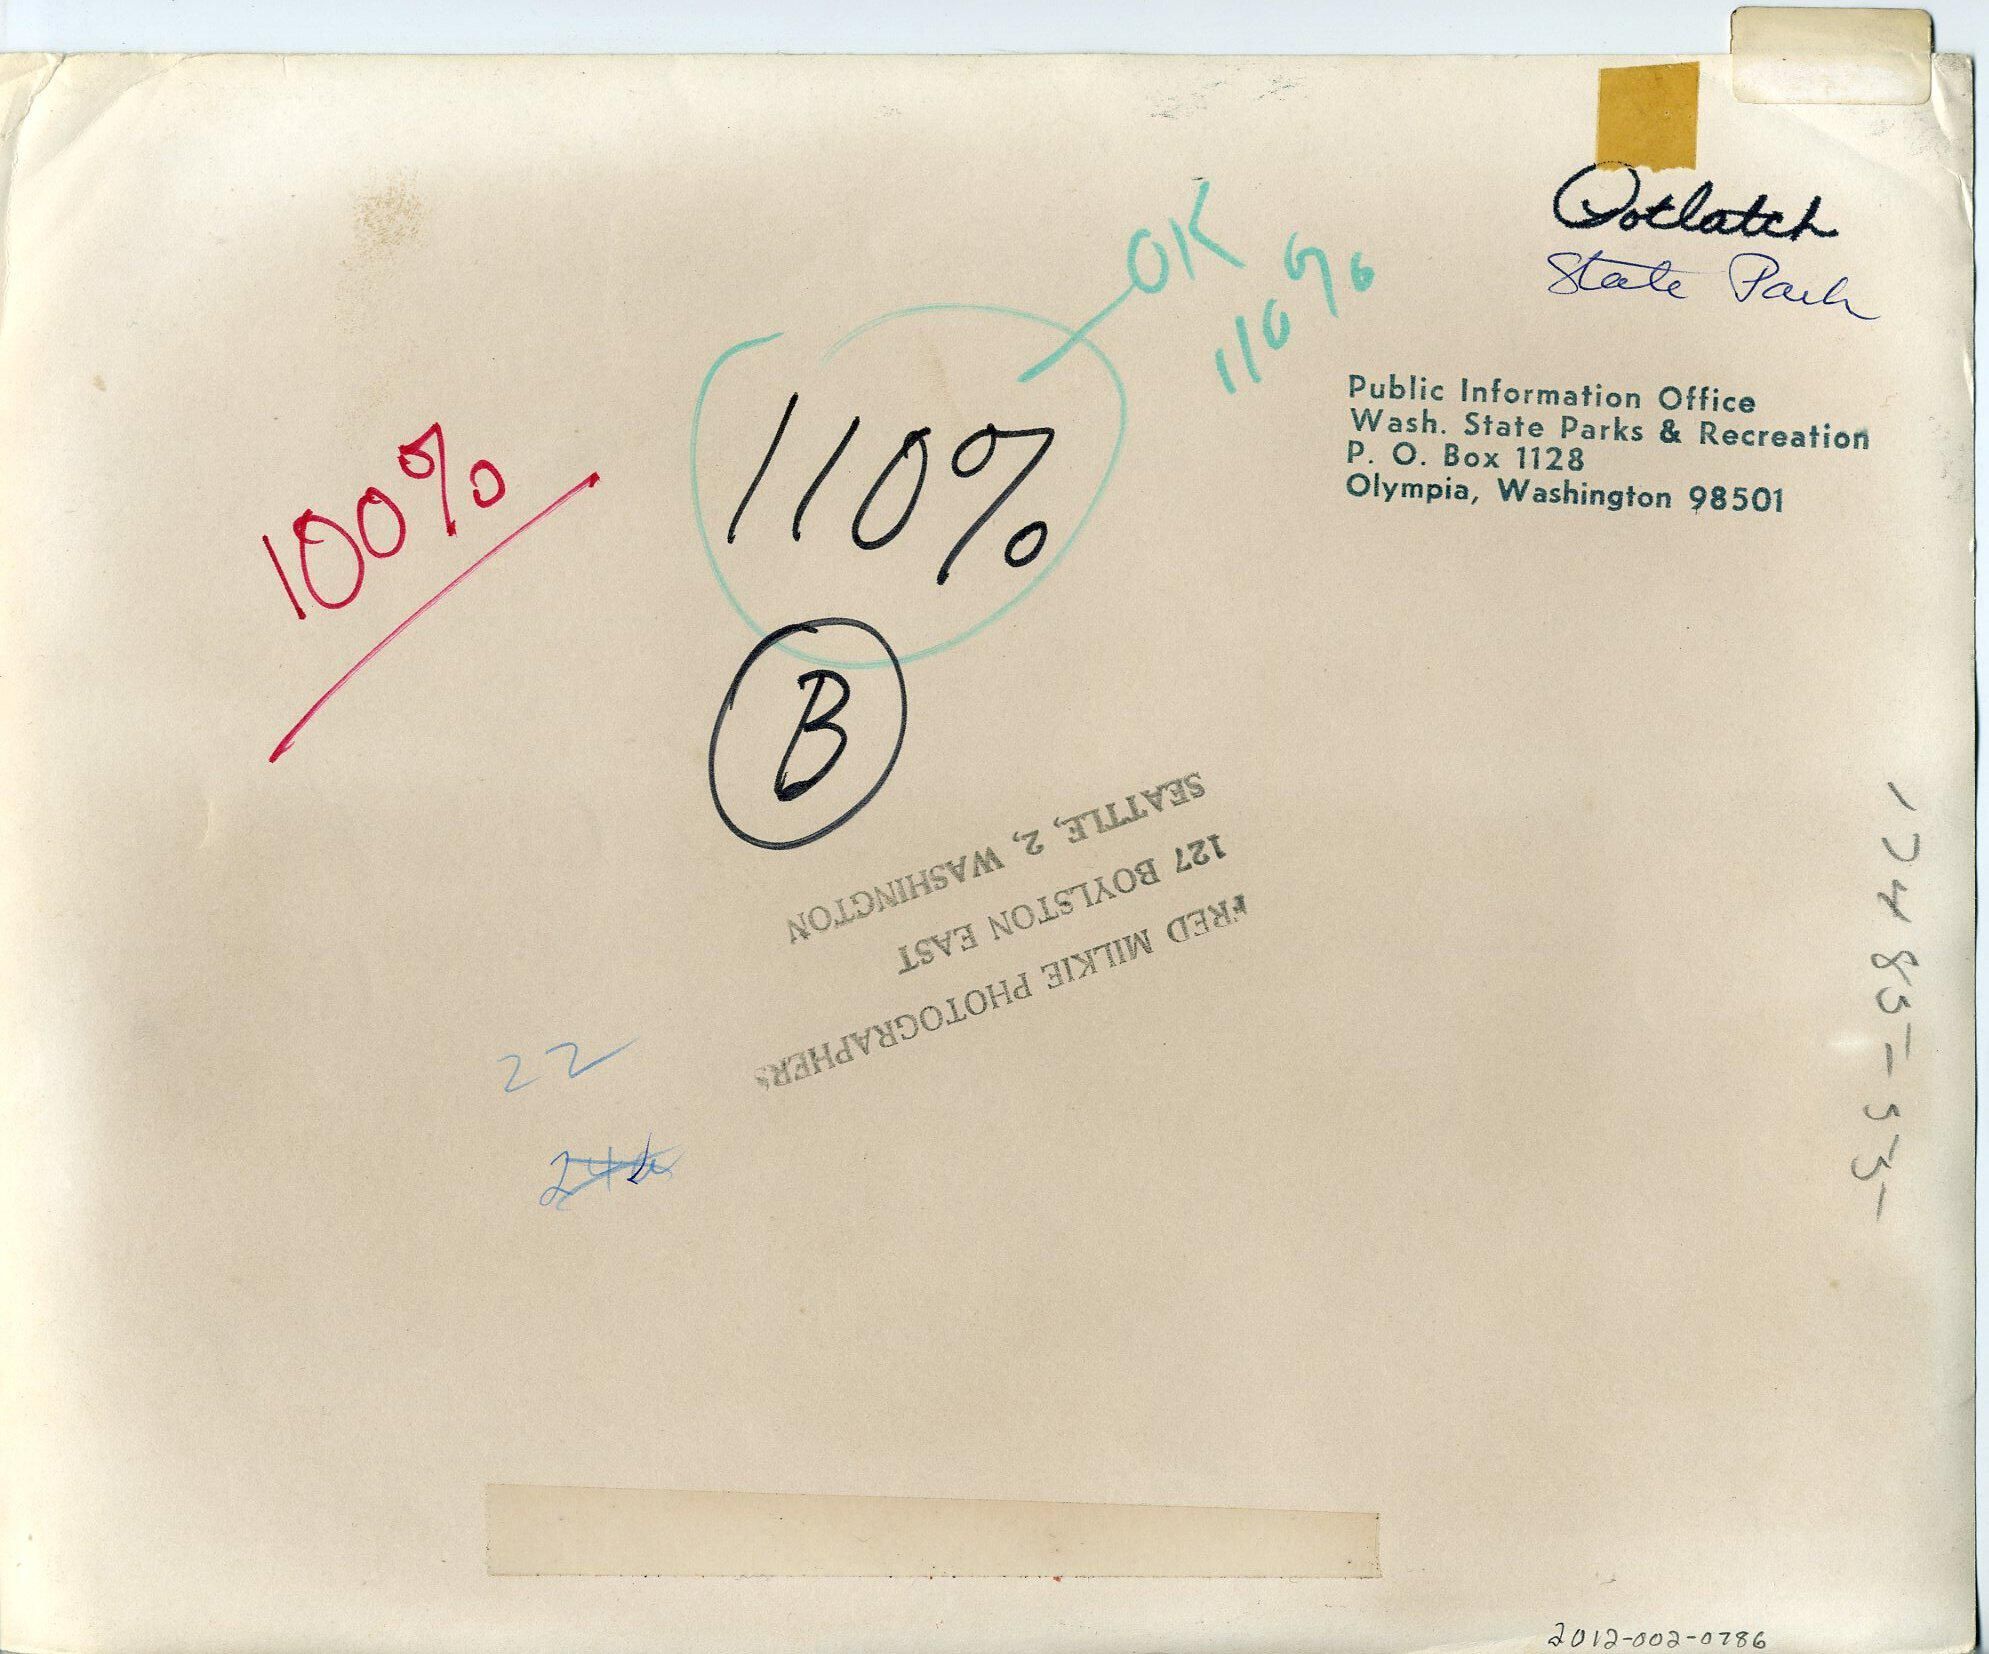 Potlatch
State Park
OK
110%
Public Information Office
Wash. State Parks & Recreation
P. O. Box 1128
Olympia, Washington 98501
100%
110%
B
FRED MILKIE PHOTOGRAPHERS
127 BOYLSTON EAST
SEATTLE, 2, WASHINGTON
22
2012-002-0786